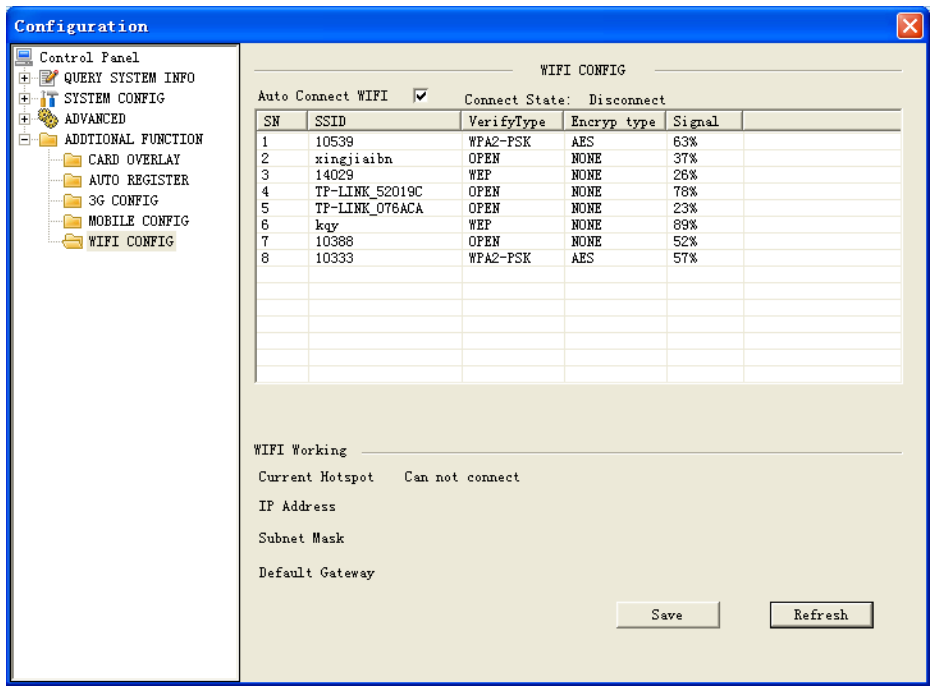 Configuration
Control Panel
QUERY SYSTEM INFO
SYSTEM CONFIG
ADVANCED
ADDTIONAL FUNCTION
CARD OVERLAY
AUTO REGISTER
3G CONFIG
MOBILE CONFIG
WIFI CONFIG
WIFI CONFIG
Auto Connect WIFI Connect State: Disconnect
SN SSID VerifyType Encryp type Signal
1 10539 WPA2-PSK AES 63%
2 xingjiaibn OPEN NONE 37%
3 14029 WEP NONE 26%
4 TP-LINK_52019C OPEN NONE 78%
5 TP-LINK_076ACA OPEN NONE 23%
6 kqy WEP NONE 89%
7 10388 OPEN NONE 52%
8 10333 WPA2-PSK AES 57%
WIFI Working
Current Hotspot Can not connect
IP Address
Subnet Mask
Default Gateway
Save Refresh